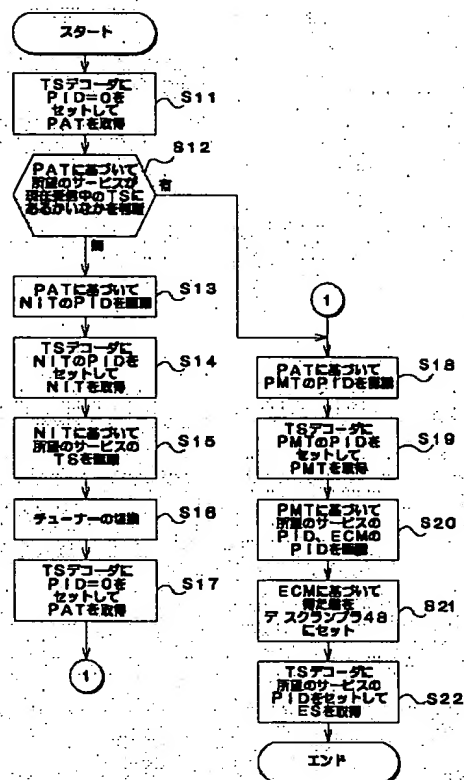 スタート
TSデコーダに
PID=0を
セットして
PATを取得
S11
S12
PATに基づいて
所望のサービスが
現在受信中のTSに
あるかいなかを判断
有
無
PATに基づいて
NITのPIDを確認
S13
TSデコーダに
NITのPIDを
セットして
NITを取得
S14
NITに基づいて
所望のサービスの
TSを確認
S15
チューナーの切換
S16
TSデコーダに
PID=0を
セットして
PATを取得
S17
1
1
PATに基づいて
PMTのPIDを確認
S18
TSデコーダに
PMTのPIDを
セットして
PMTを取得
S19
PMTに基づいて
所望のサービスの
PID、ECMの
PIDを確認
S20
ECMに基づいて
得た鍵を
デスクランブラ48
にセット
S21
TSデコーダに
所望のサービスの
PIDをセットして
ESを取得
S22
エンド